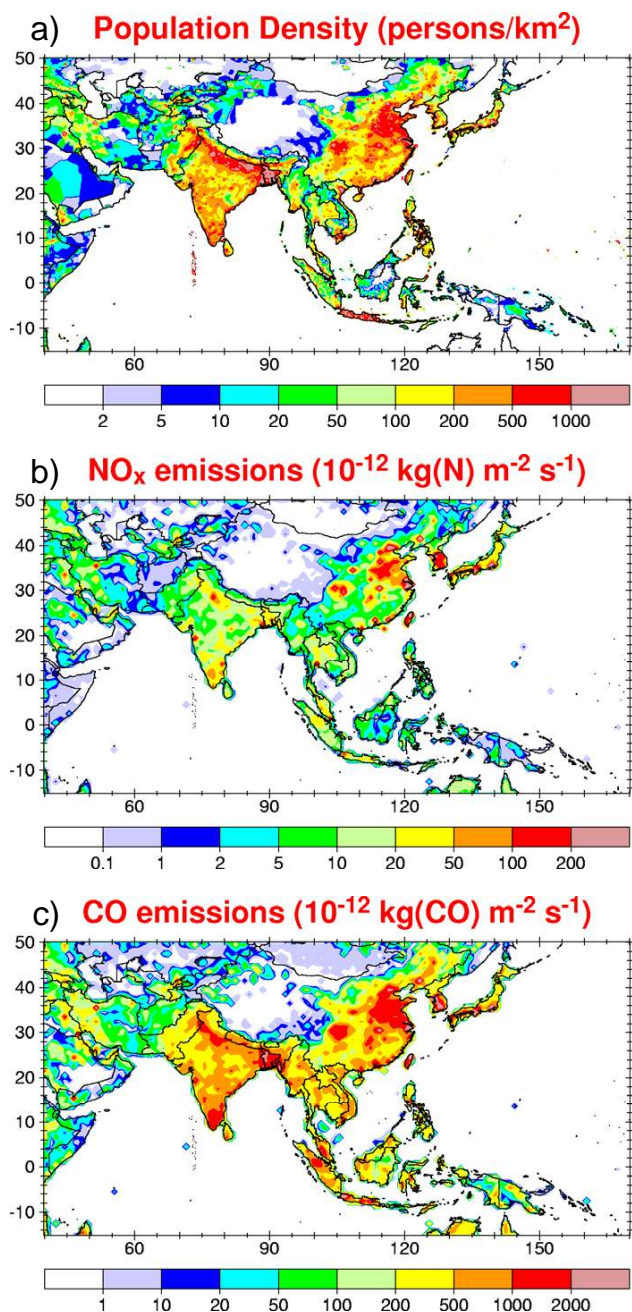 a) Population Density (persons/km²)
50
40
30
20
10
0
-10
60 90 120 150
2 5 10 20 50 100 200 500 1000
b) NOₓ emissions (10⁻¹² kg(N) m⁻² s⁻¹)
50
40
30
20
10
0
-10
60 90 120 150
0.1 1 2 5 10 20 50 100 200
c) CO emissions (10⁻¹² kg(CO) m⁻² s⁻¹)
50
40
30
20
10
0
-10
60 90 120 150
1 10 20 50 100 200 500 1000 2000